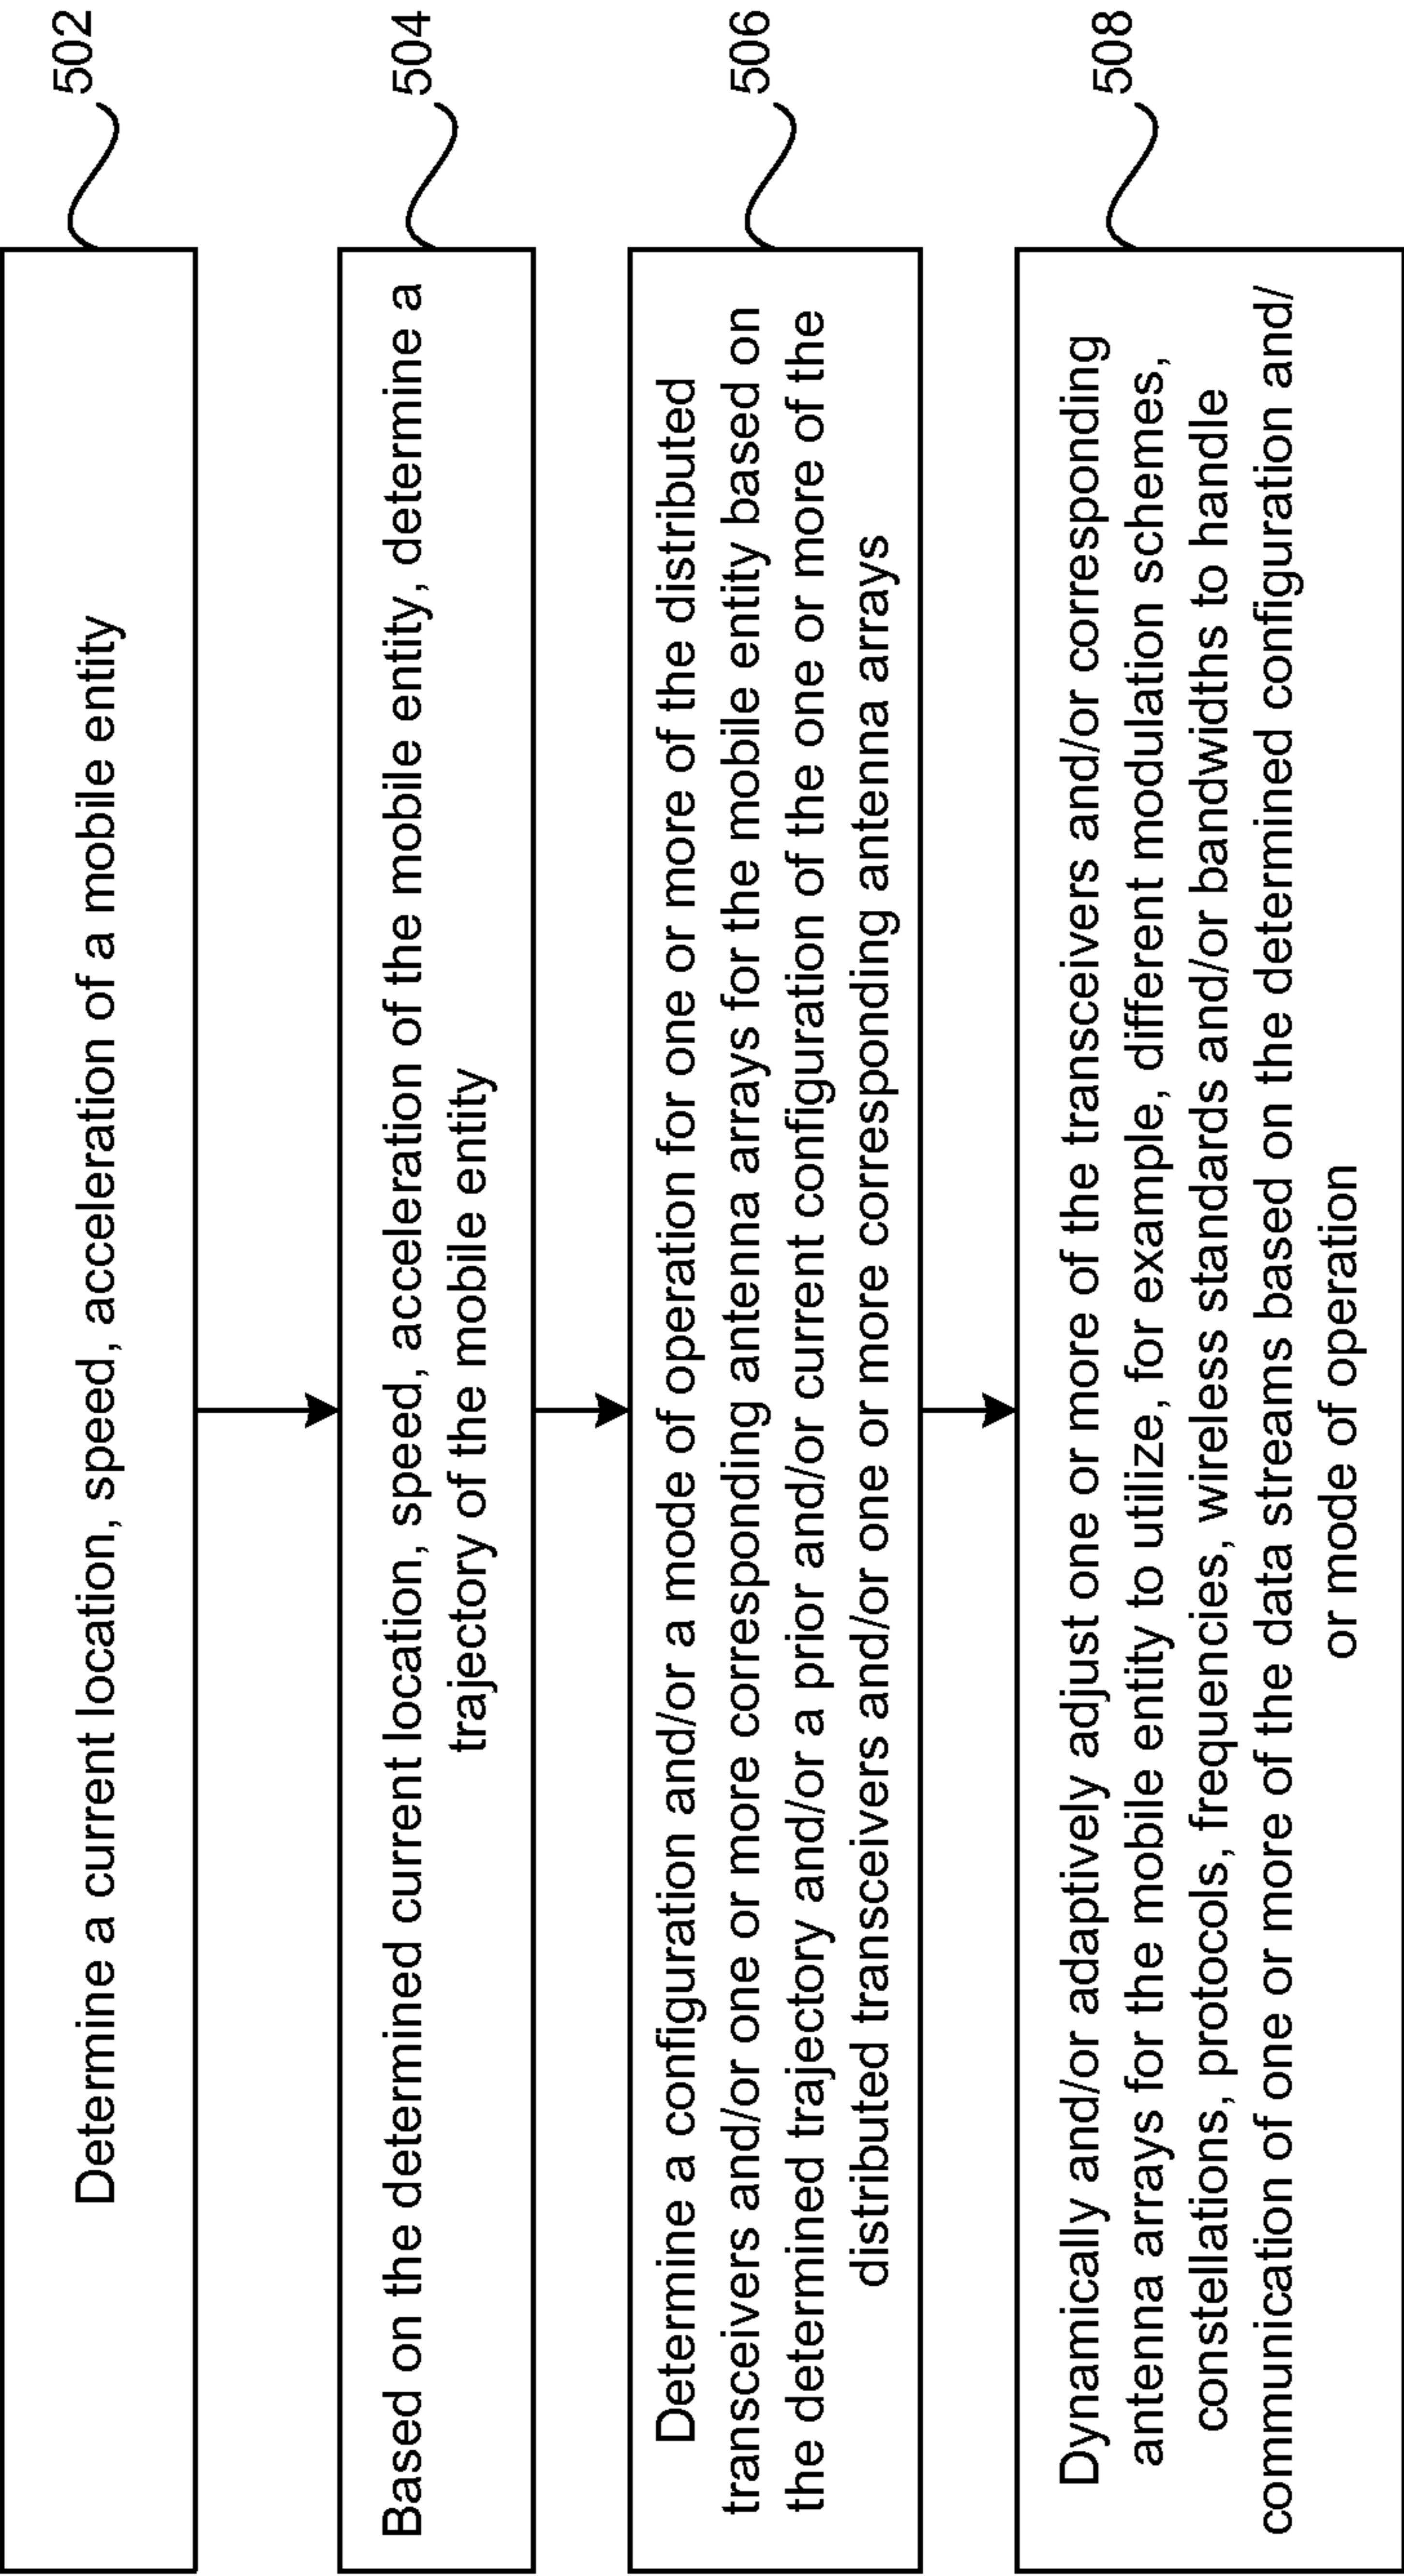 502
Determine a current location, speed, acceleration of a mobile entity
504
Based on the determined current location, speed, acceleration of the mobile entity, determine a
trajectory of the mobile entity
506
Determine a configuration and/or a mode of operation for one or more of the distributed
transceivers and/or one or more corresponding antenna arrays for the mobile entity based on
the determined trajectory and/or a prior and/or current configuration of the one or more of the
distributed transceivers and/or one or more corresponding antenna arrays
508
Dynamically and/or adaptively adjust one or more of the transceivers and/or corresponding
antenna arrays for the mobile entity to utilize, for example, different modulation schemes,
constellations, protocols, frequencies, wireless standards and/or bandwidths to handle
communication of one or more of the data streams based on the determined configuration and/
or mode of operation